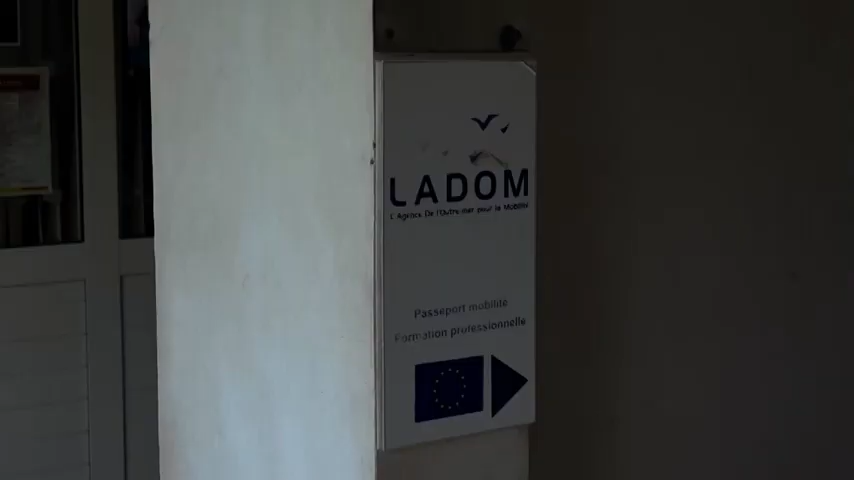 LADOM
L'Agence De l'Outre-mer pour la Mobilité
Passeport mobilité
Formation professionnelle